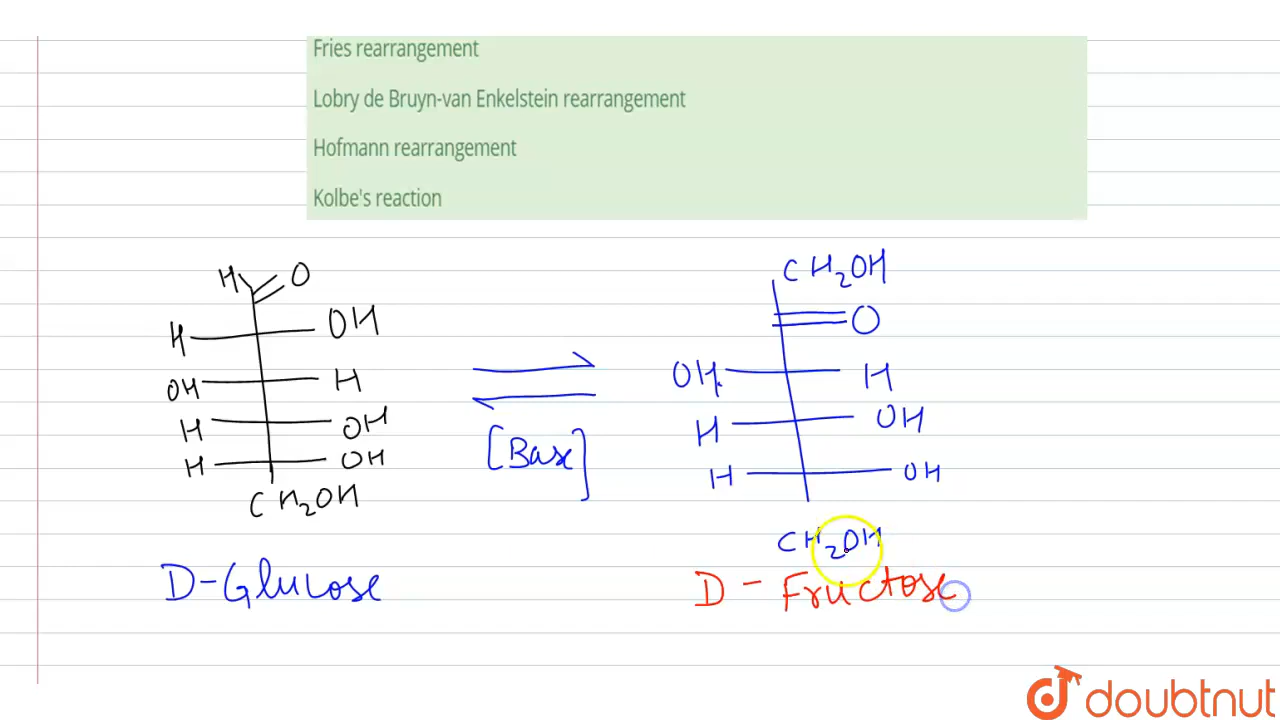 Fries rearrangement
Lobry de Bruyn-van Enkelstein rearrangement
Hofmann rearrangement
Kolbe's reaction
H O
H OH
OH H
H OH
H OH
CH2OH
D-Glucose
[Base]
CH2OH
O
OH H
H OH
H OH
CH2OH
D - Fructose
doubtnut